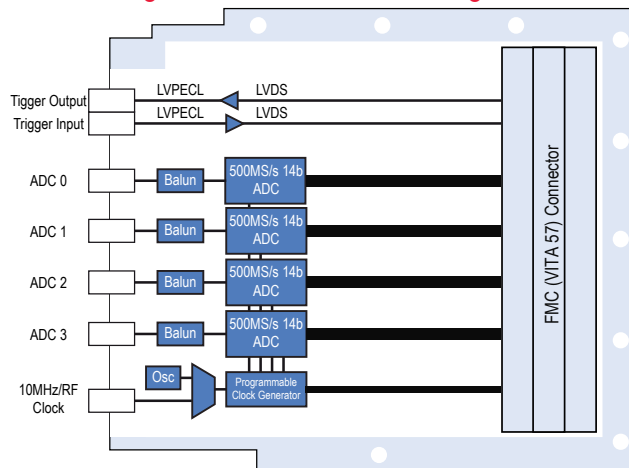 LVPECL LVDS
Tigger Output
LVPECL LVDS
Trigger Input
500MS/s 14b
ADC 0 Balun ADC
500MS/s 14b
ADC 1 Balun ADC
500MS/s 14b
ADC 2 Balun ADC
500MS/s 14b
ADC 3 Balun ADC
Osc
10MHz/RF
Clock
Programmable
Clock Generator
FMC (VITA 57) Connector